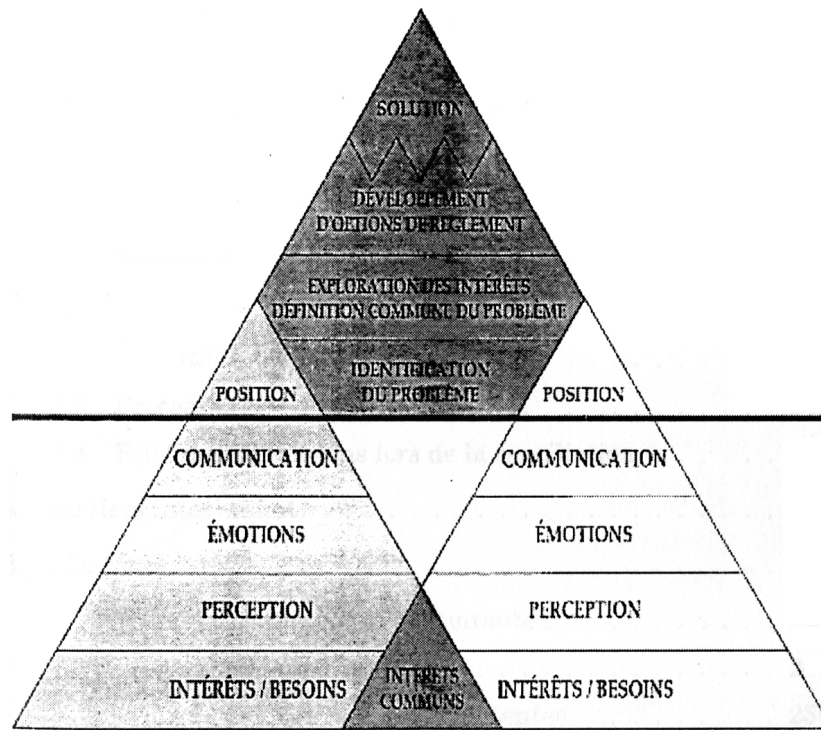 SOLUTION
DÉVELOPPEMENT
D'OPTIONS DE RÈGLEMENT
EXPLORATION DES INTÉRÊTS
DÉFINITION COMMUNE DU PROBLÈME
IDENTIFICATION
DU PROBLÈME
POSITION
POSITION
COMMUNICATION
COMMUNICATION
ÉMOTIONS
ÉMOTIONS
PERCEPTION
PERCEPTION
INTÉRÊTS / BESOINS
INTÉRÊTS
COMMUNS
INTÉRÊTS / BESOINS